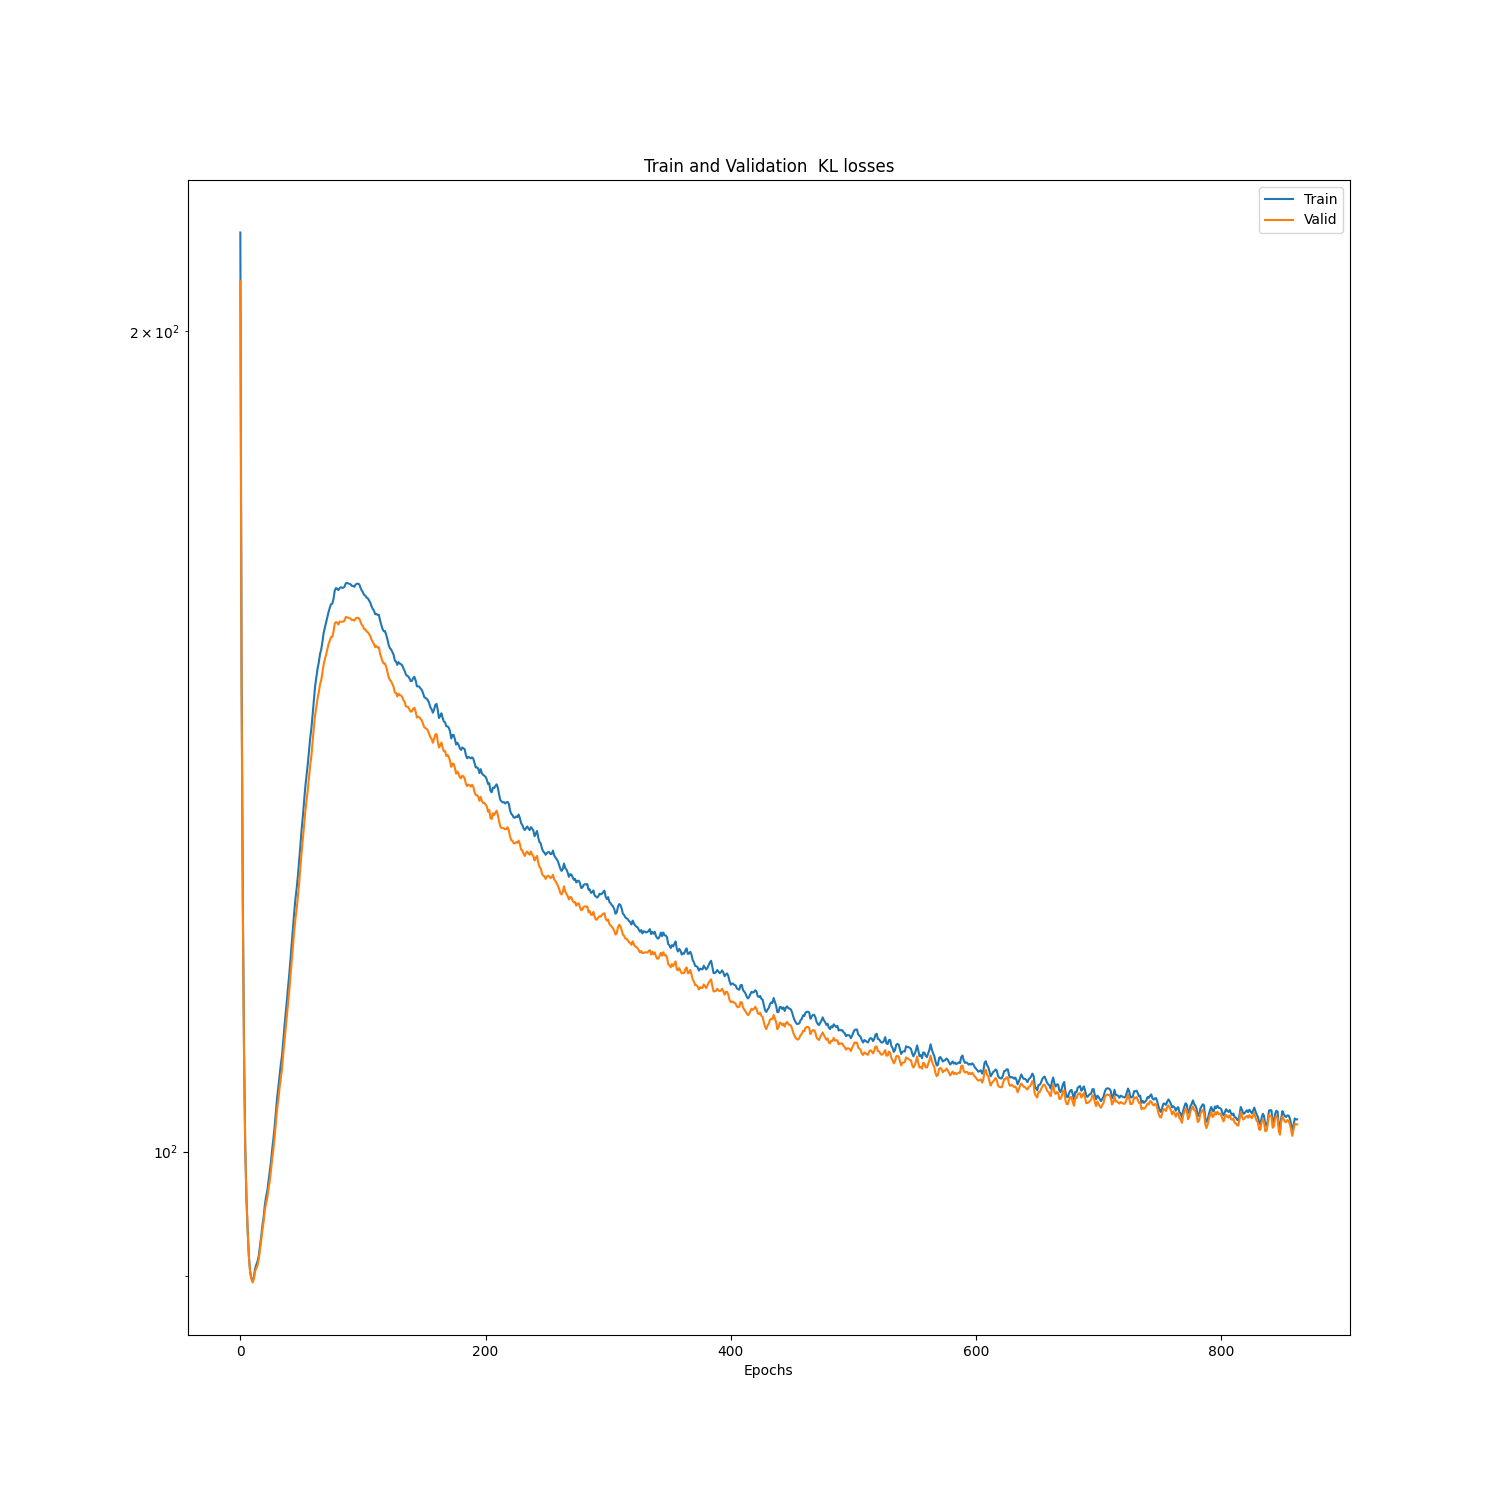 Train and Validation  KL losses
Train
Valid
2 × 10²
10²
0 200 400 600 800
Epochs